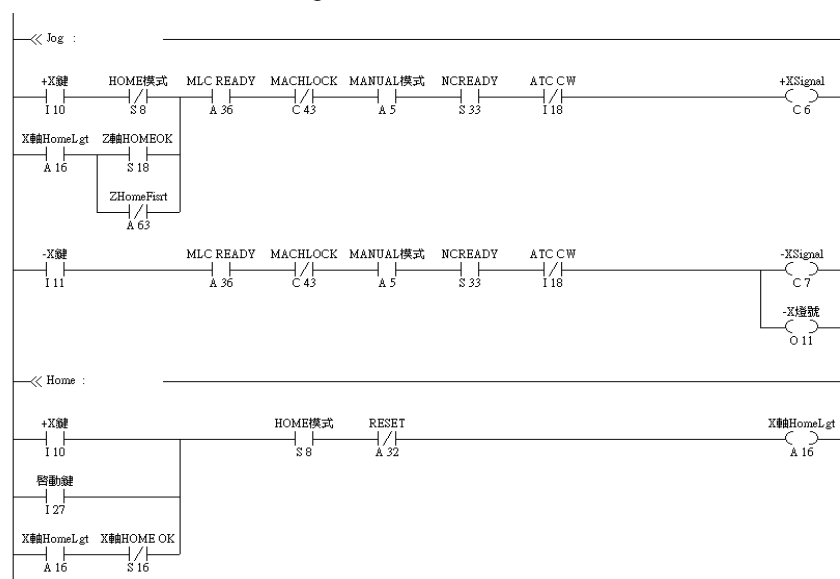 Jog :
+X鍵 HOME模式 MLC READY MACHLOCK MANUAL模式 NCREADY ATC CW +XSignal
I 10 S 8 A 36 C 43 A 5 S 33 I 18 C 6
X軸HomeLgt Z軸HOMEOK
A 16 S 18
ZHomeFisrt
A 63
-X鍵 MLC READY MACHLOCK MANUAL模式 NCREADY ATC CW -XSignal
I 11 A 36 C 43 A 5 S 33 I 18 C 7
-X燈號
O 11
Home :
+X鍵 HOME模式 RESET X軸HomeLgt
I 10 S 8 A 32 A 16
啓動鍵
I 27
X軸HomeLgt X軸HOME OK
A 16 S 16